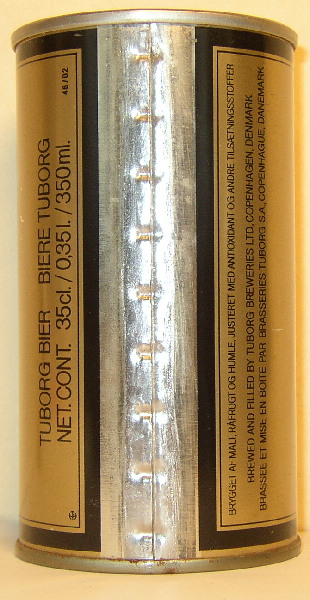 TUBORG BIER BIERE TUBORG 46/02
NET. CONT. 35cl./0,35l./350ml.
BRYGGET AF MALT, RÅFRUGT OG HUMLE, JUSTERET MED ANTIOXIDANT OG ANDRE TILSÆTNINGSSTOFFER
BREWED AND FILLED BY TUBORG BREWERIES LTD., COPENHAGEN, DENMARK
BRASSEE ET MISE EN BOITE PAR BRASSERIES TUBORG S.A., COPENHAGUE, DANEMARK